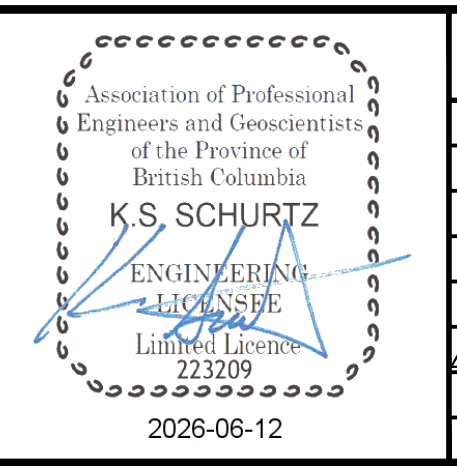 Association of Professional
Engineers and Geoscientists
of the Province of
British Columbia
K.S. SCHURTZ
ENGINEERING
LICENSEE
Limited Licence
223209
2026-06-12